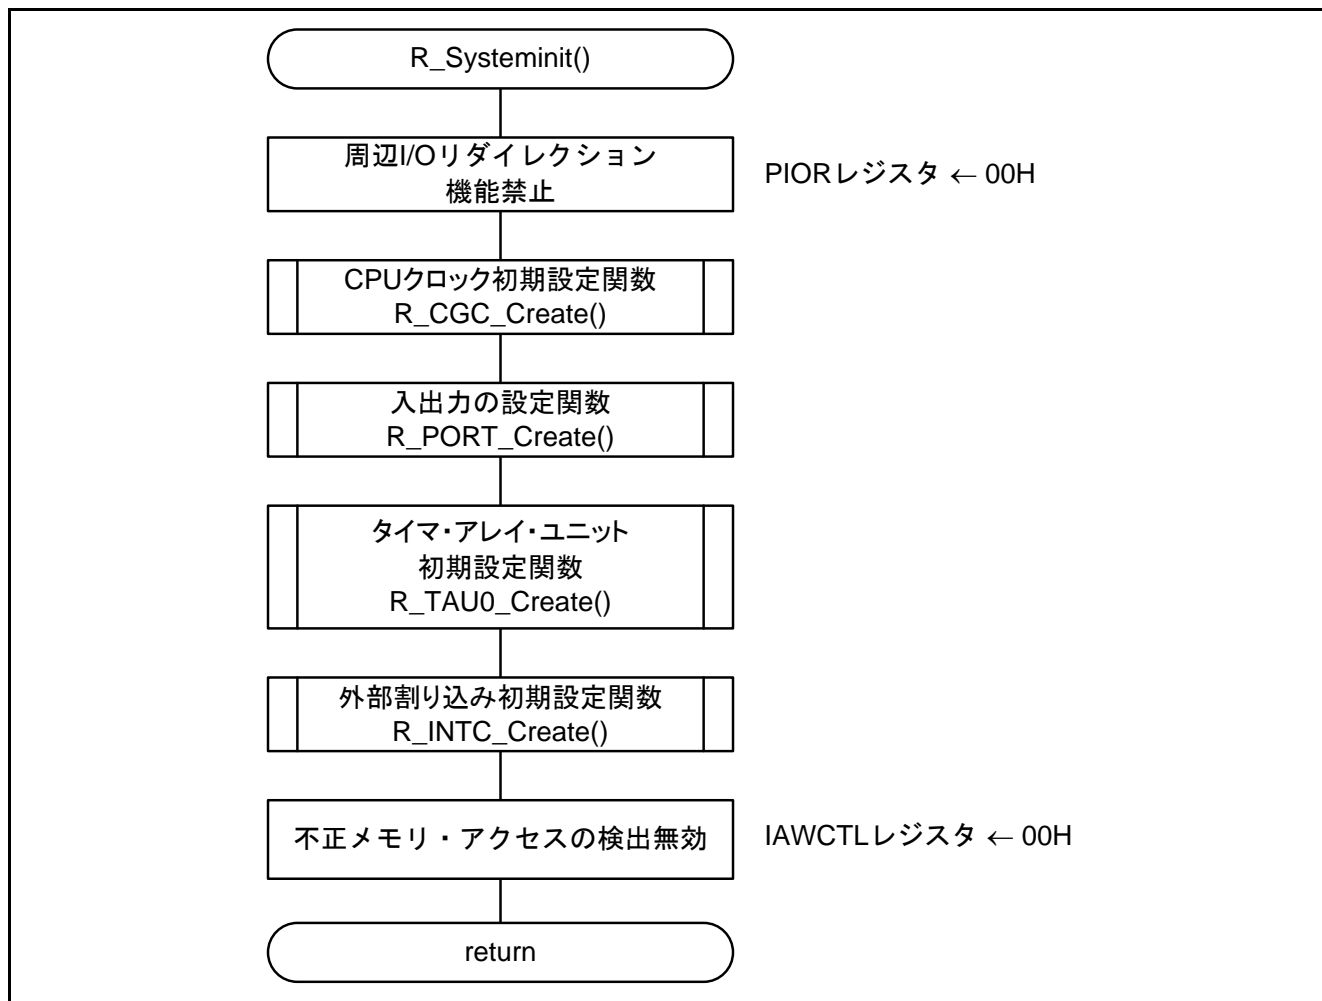 R_Systeminit()
周辺I/Oリダイレクション
機能禁止
PIORレジスタ ← 00H
CPUクロック初期設定関数
R_CGC_Create()
入出力の設定関数
R_PORT_Create()
タイマ・アレイ・ユニット
初期設定関数
R_TAU0_Create()
外部割り込み初期設定関数
R_INTC_Create()
不正メモリ・アクセスの検出無効
IAWCTLレジスタ ← 00H
return